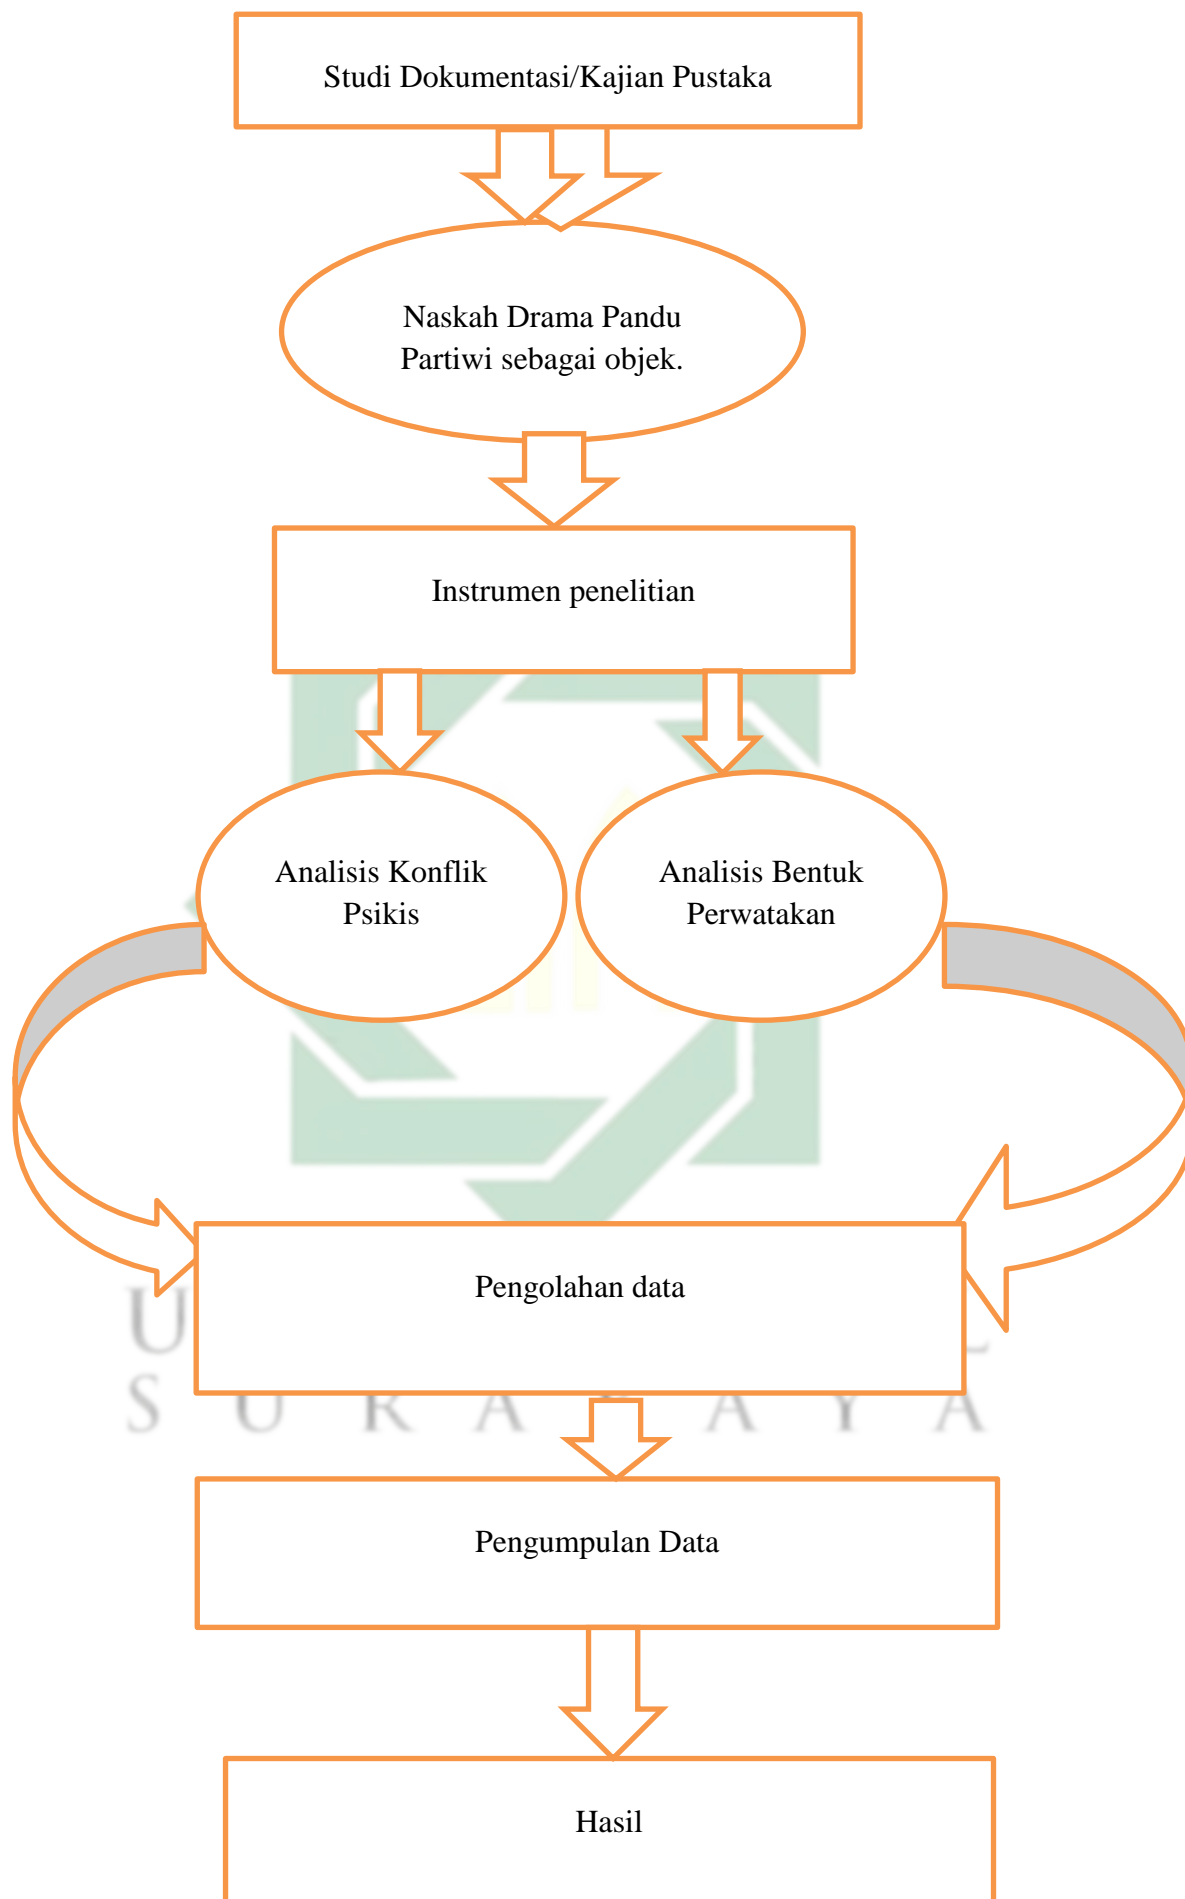 Studi Dokumentasi/Kajian Pustaka
Naskah Drama Pandu
Partiwi sebagai objek.
Instrumen penelitian
Analisis Konflik
Psikis
Analisis Bentuk
Perwatakan
Pengolahan data
S U R A B A Y A
Pengumpulan Data
Hasil